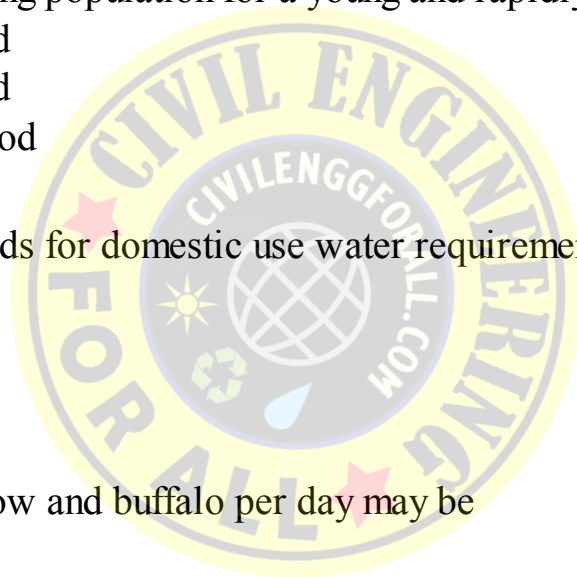 ng population for a young and rapidly
d
d
od
ds for domestic use water requiremen
ow and buffalo per day may be
CIVIL ENGINEERING
FOR ALL
CIVILENGGFORALL.COM